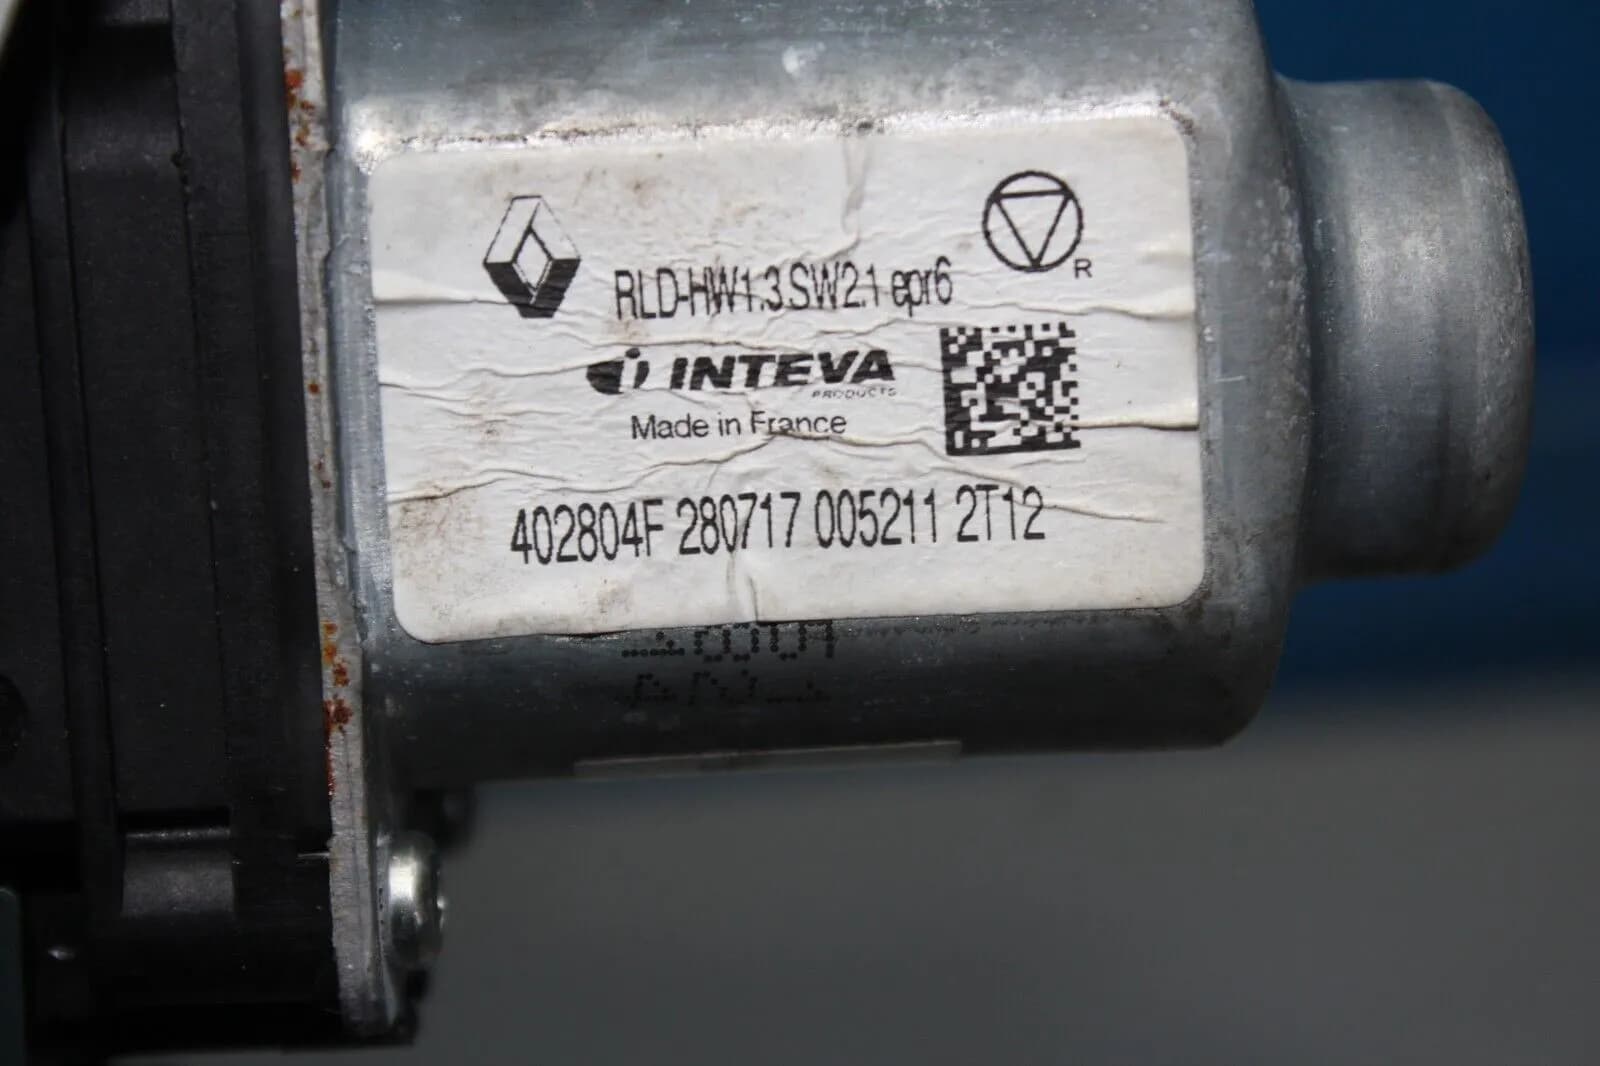 RLD-HW1.3 SW2.1 epr6
R
INTEVA
PRODUCTS
Made in France
402804F 280717 005211 2T12